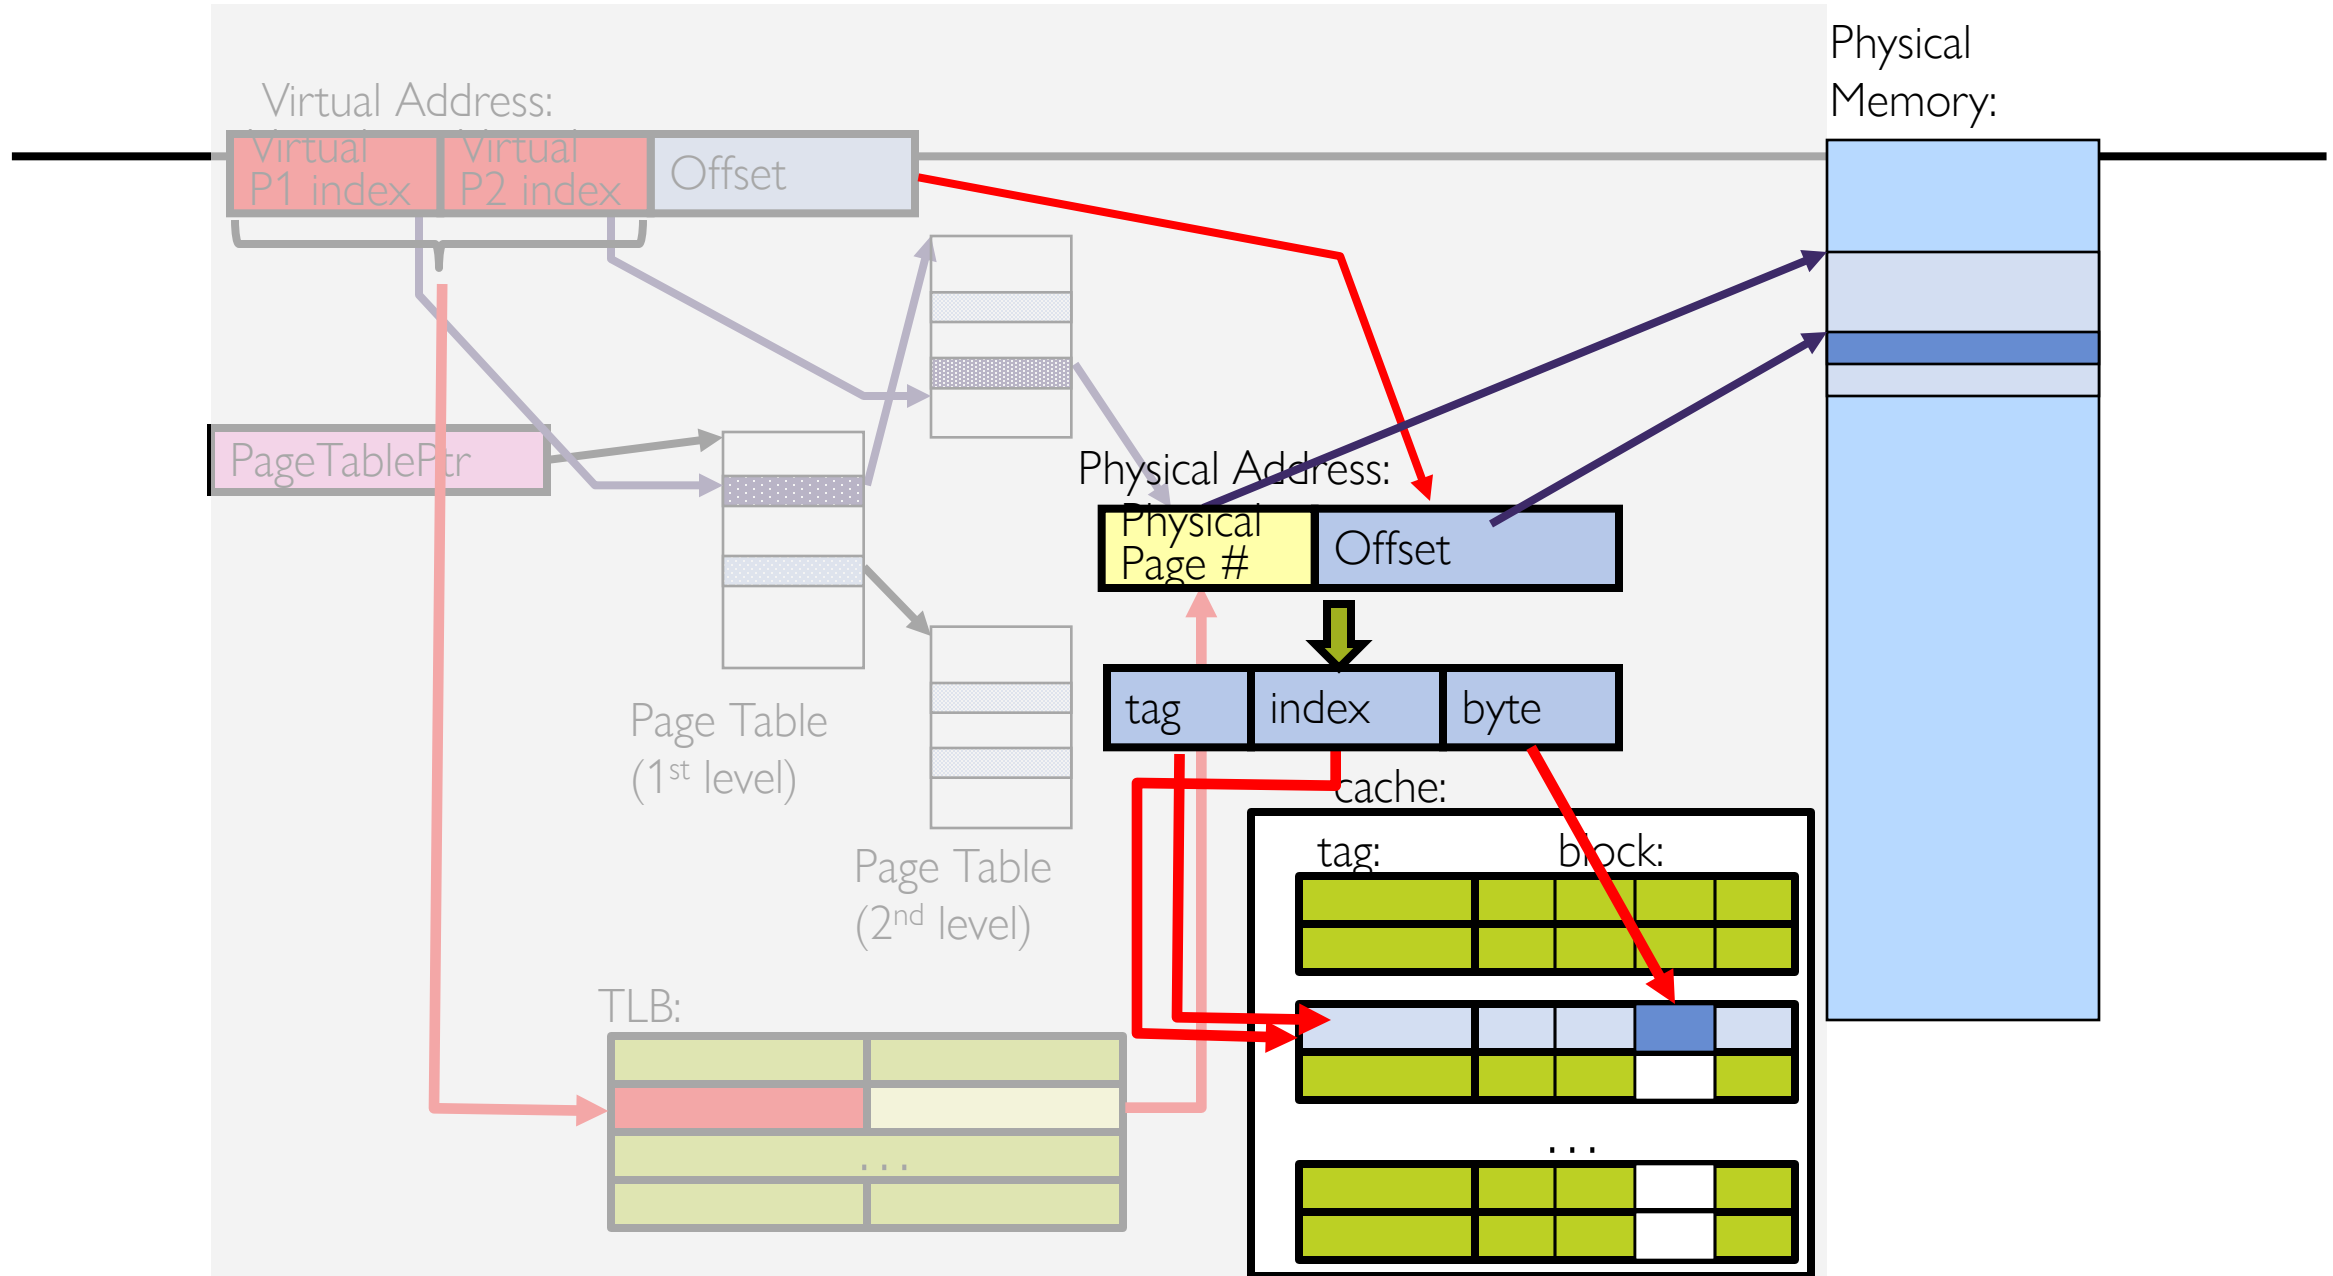 Physical
Memory:
Virtual Address:
Virtual
P1 index
Virtual
P2 index
Offset
PageTablePtr
Physical Address:
Physical
Page #
Offset
tag
index
byte
Page Table
(1st level)
cache:
tag:
block:
Page Table
(2nd level)
TLB:
...
...